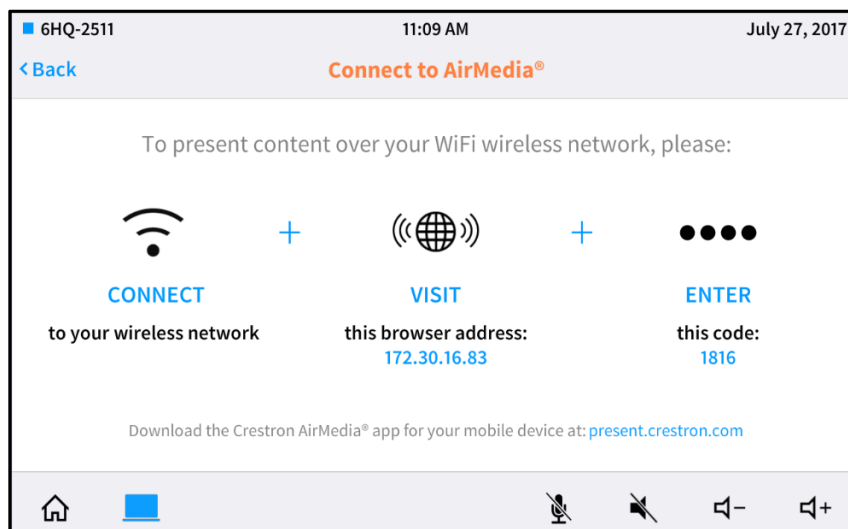 6HQ-2511 11:09 AM July 27, 2017
<Back Connect to AirMedia®
To present content over your WiFi wireless network, please:
CONNECT + VISIT + ENTER
to your wireless network this browser address: this code:
172.30.16.83 1816
Download the Crestron AirMedia® app for your mobile device at: present.crestron.com